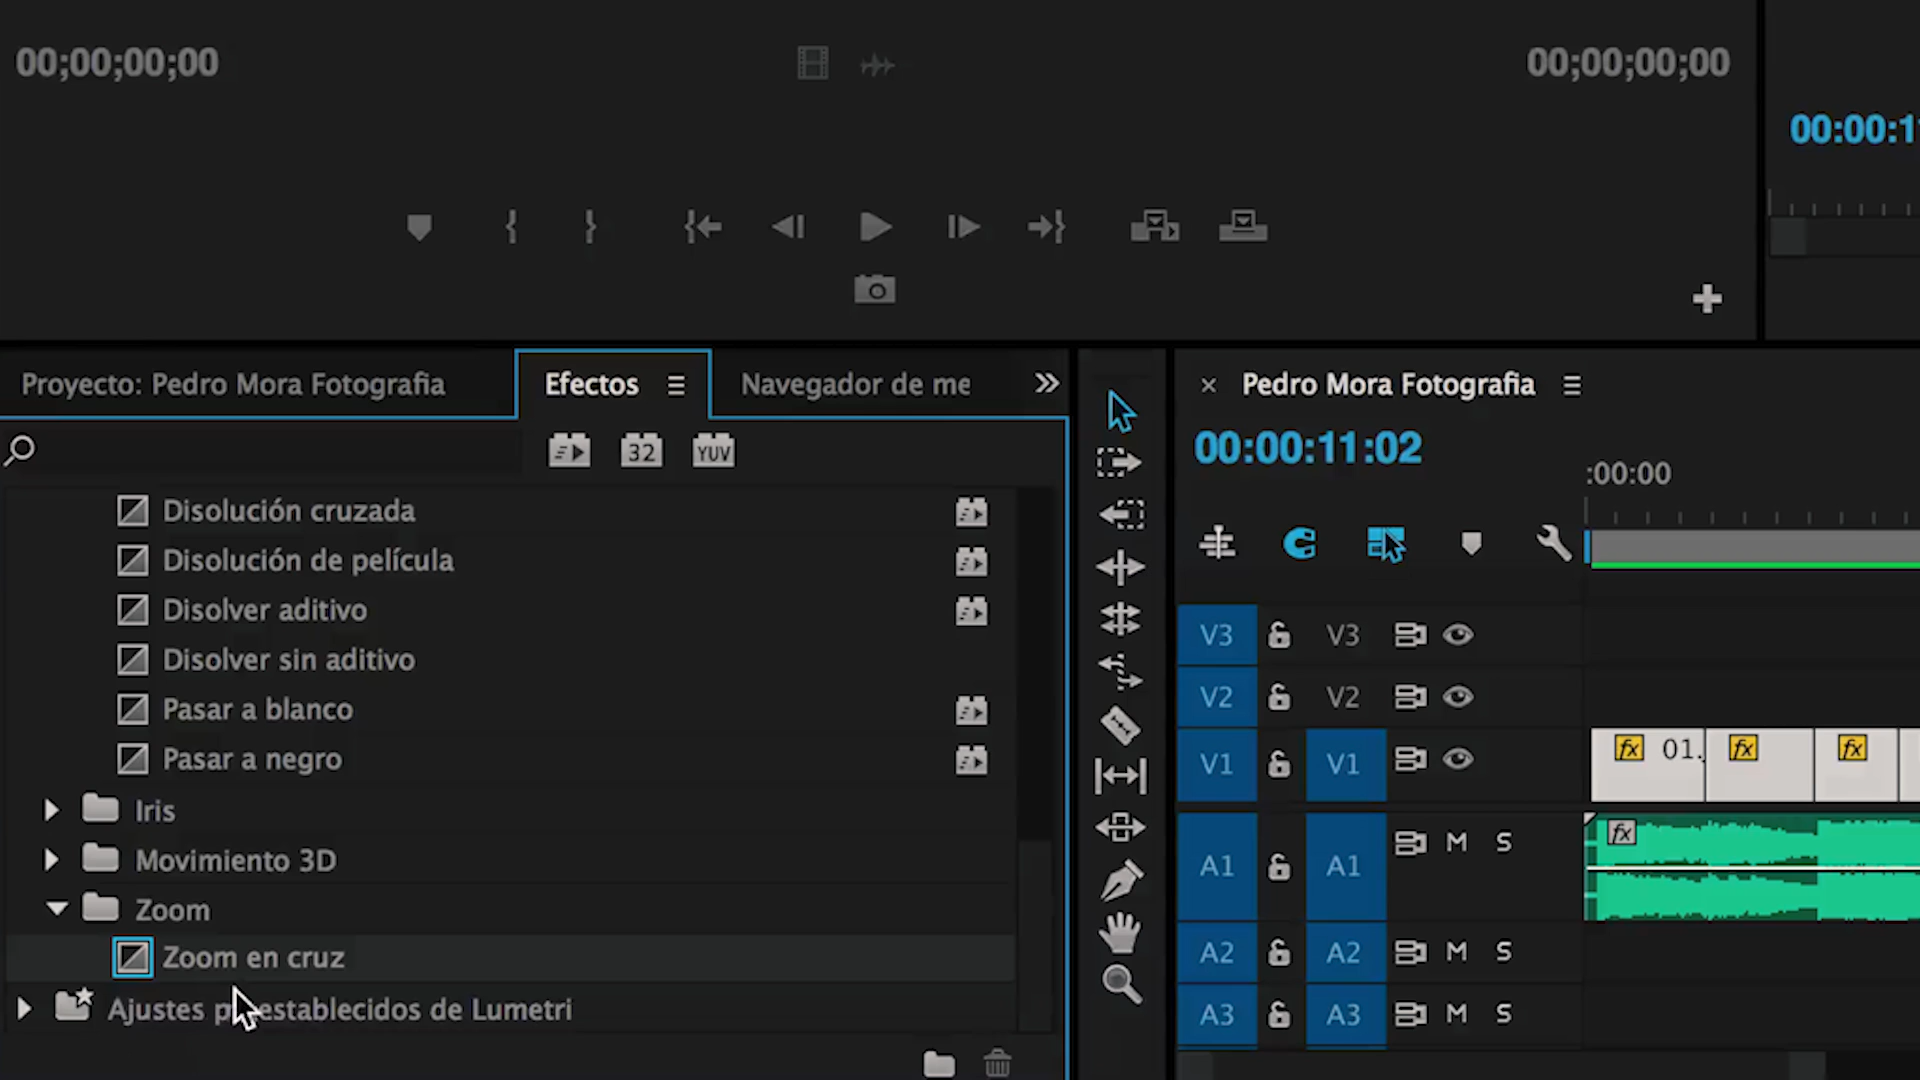 00;00;00;00
00;00;00;00
00:00:1
Proyecto: Pedro Mora Fotografia
Efectos
Navegador de me
Pedro Mora Fotografia
32
YUV
00:00:11:02
:00:00
Disolución cruzada
Disolución de película
Disolver aditivo
Disolver sin aditivo
Pasar a blanco
Pasar a negro
Iris
Movimiento 3D
Zoom
Zoom en cruz
Ajustes preestablecidos de Lumetri
V3 V3
V2 V2
V1 V1
fx 01. fx fx
A1 A1 M S
fx
A2 A2 M S
A3 A3 M S